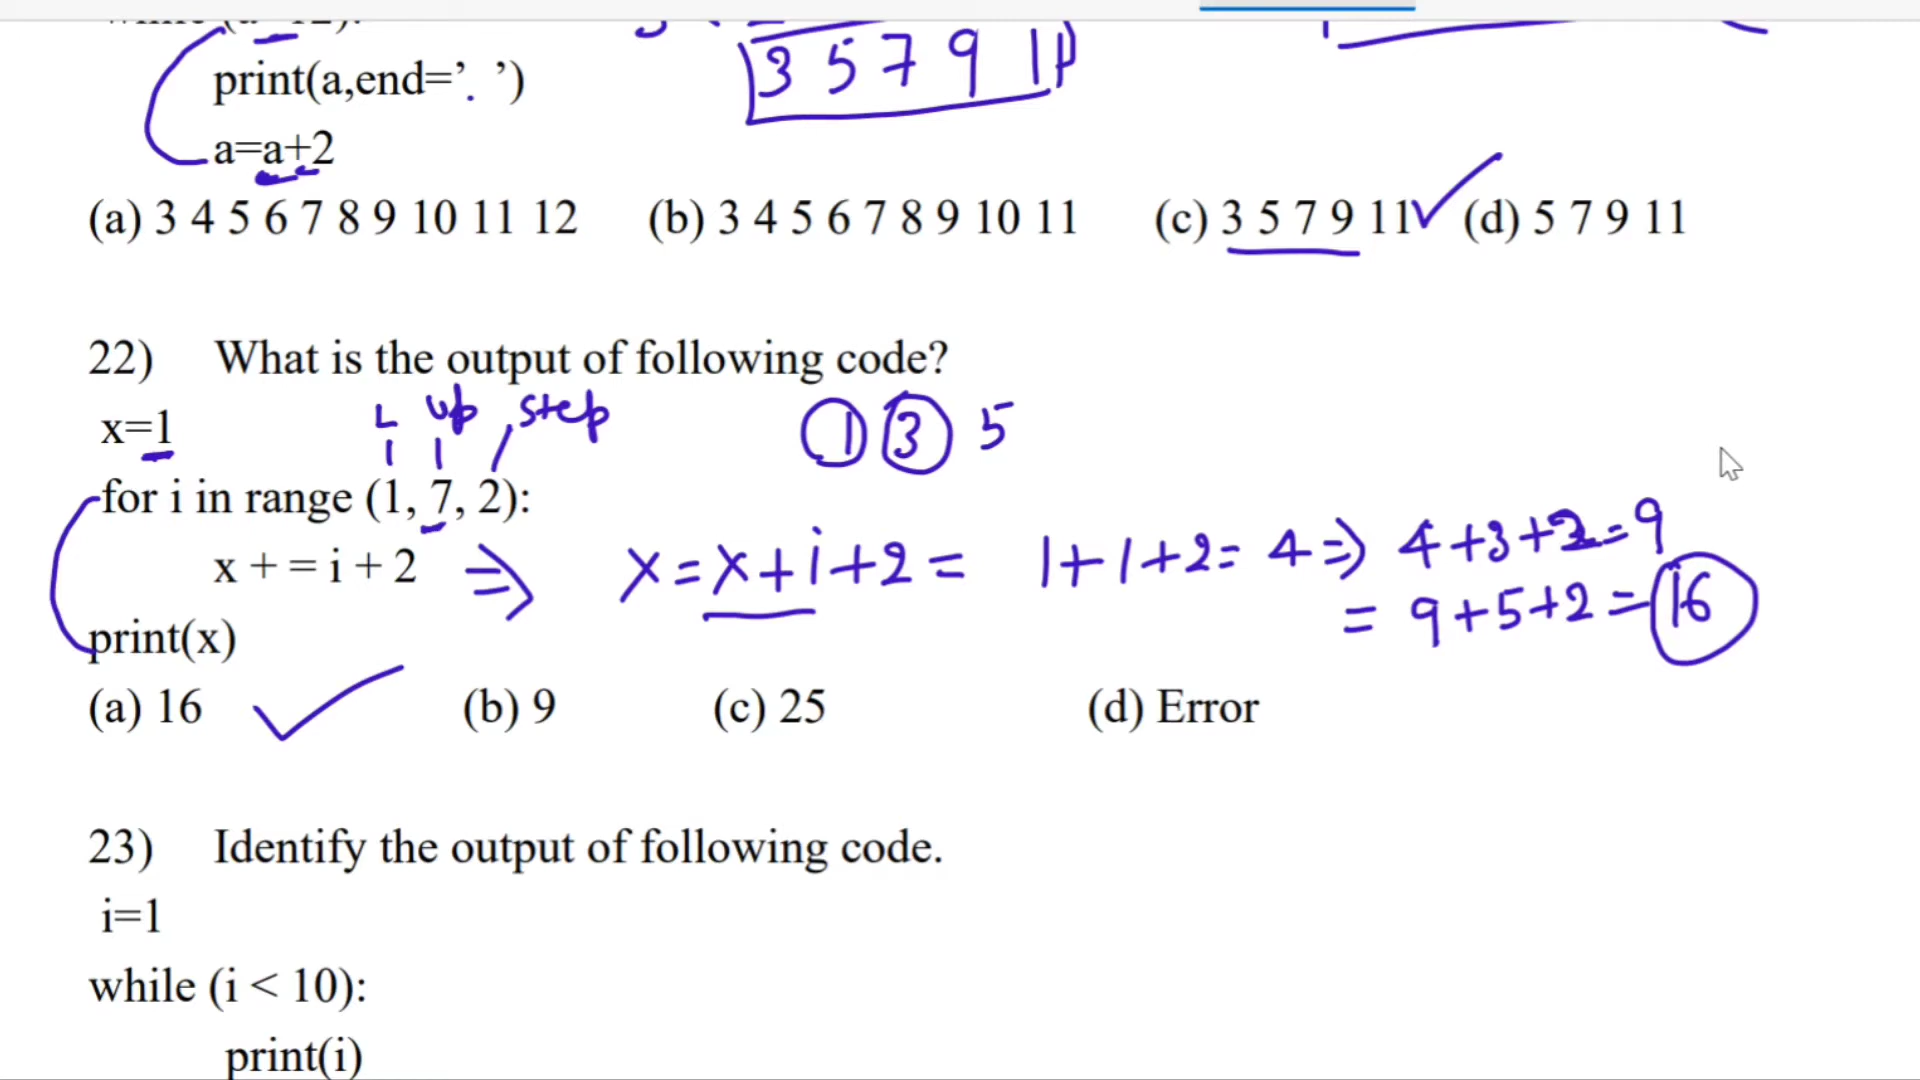 print(a,end=’. ’)
3 5 7 9 11
a=a+2
(a) 3 4 5 6 7 8 9 10 11 12 (b) 3 4 5 6 7 8 9 10 11 (c) 3 5 7 9 11 (d) 5 7 9 11
22) What is the output of following code?
L up step
x=1
1 3 5
for i in range (1, 7, 2):
x + = i + 2 ⇒ x = x+i+2 = 1+1+2= 4 ⇒ 4+3+2=9
= 9+5+2 = 16
print(x)
(a) 16 (b) 9 (c) 25 (d) Error
23) Identify the output of following code.
i=1
while (i < 10):
print(i)